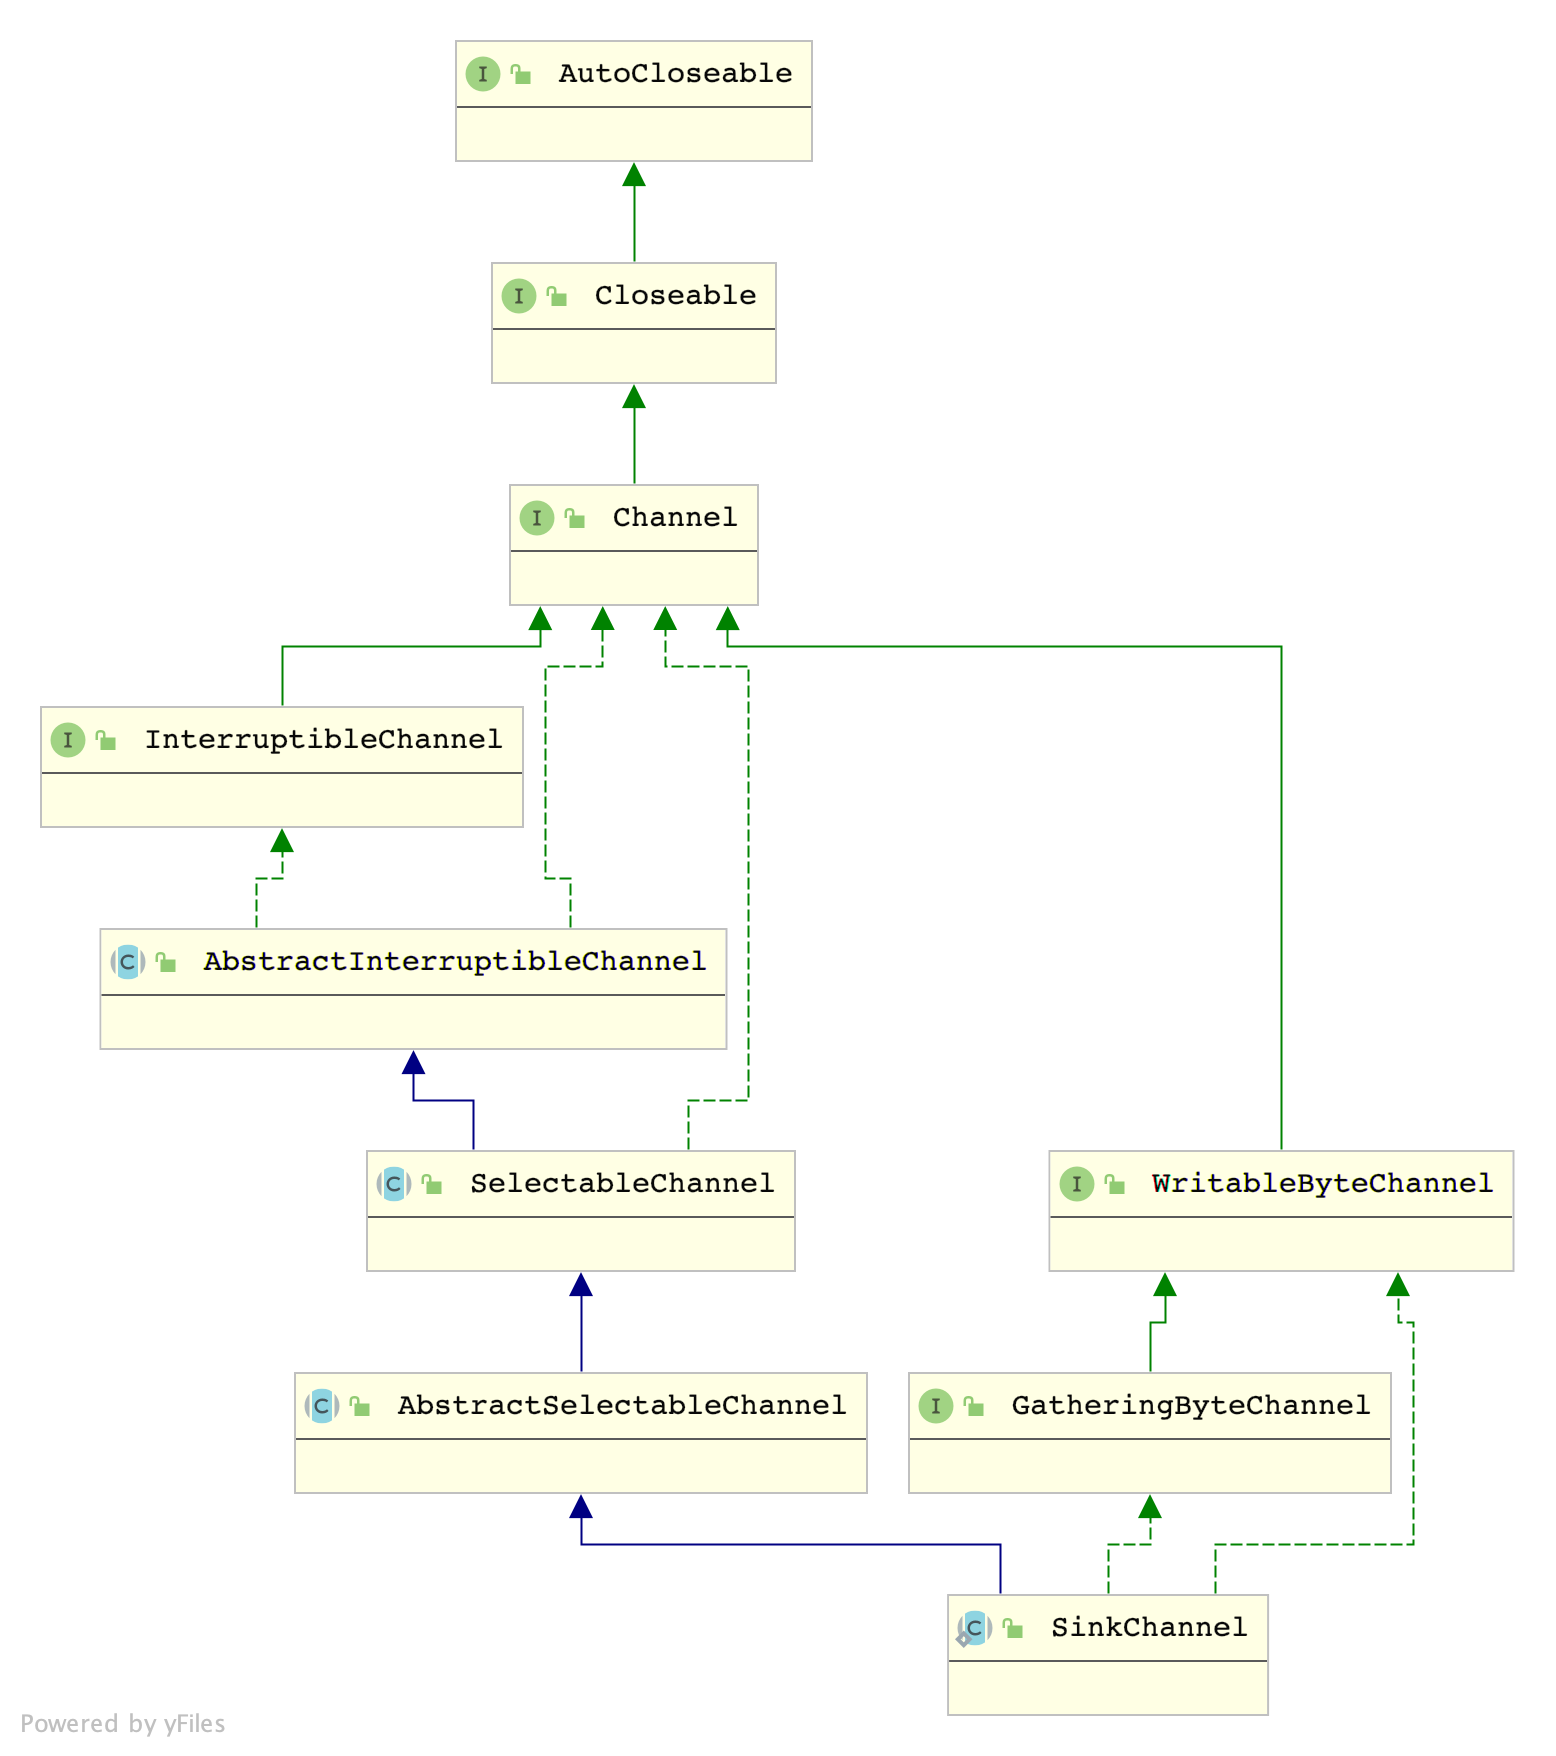 AutoCloseable
Closeable
Channel
InterruptibleChannel
AbstractInterruptibleChannel
SelectableChannel
WritableByteChannel
AbstractSelectableChannel
GatheringByteChannel
SinkChannel
Powered by yFiles